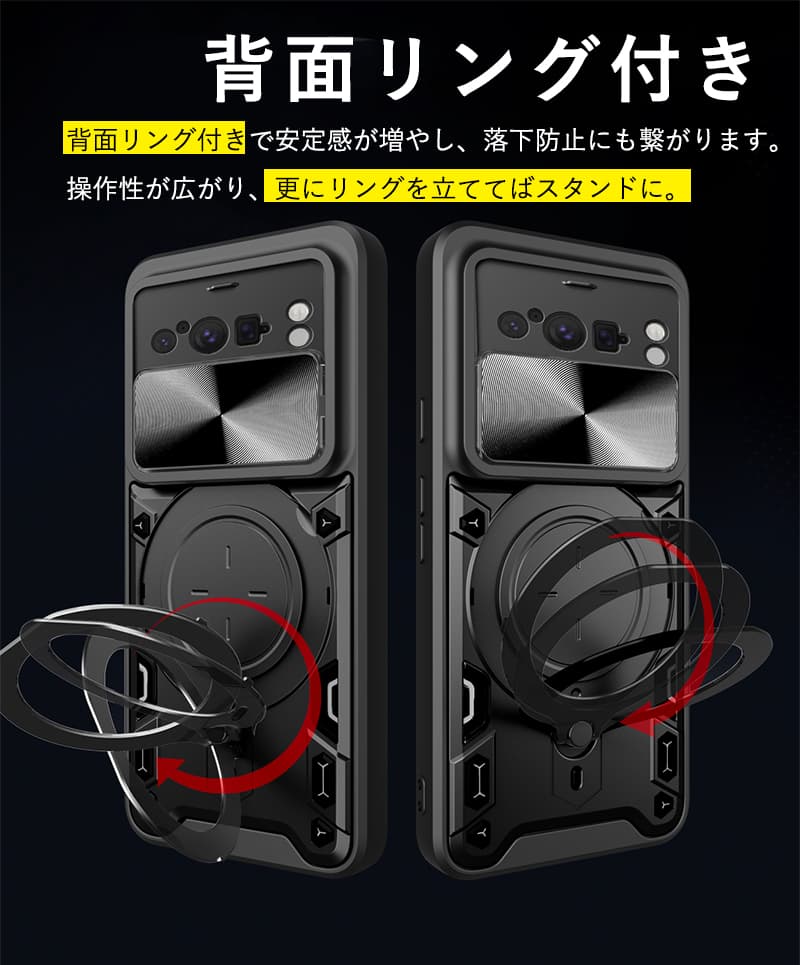 背面リング付き
背面リング付きで安定感が増やし、落下防止にも繋がります。
操作性が広がり、更にリングを立ててばスタンドに。